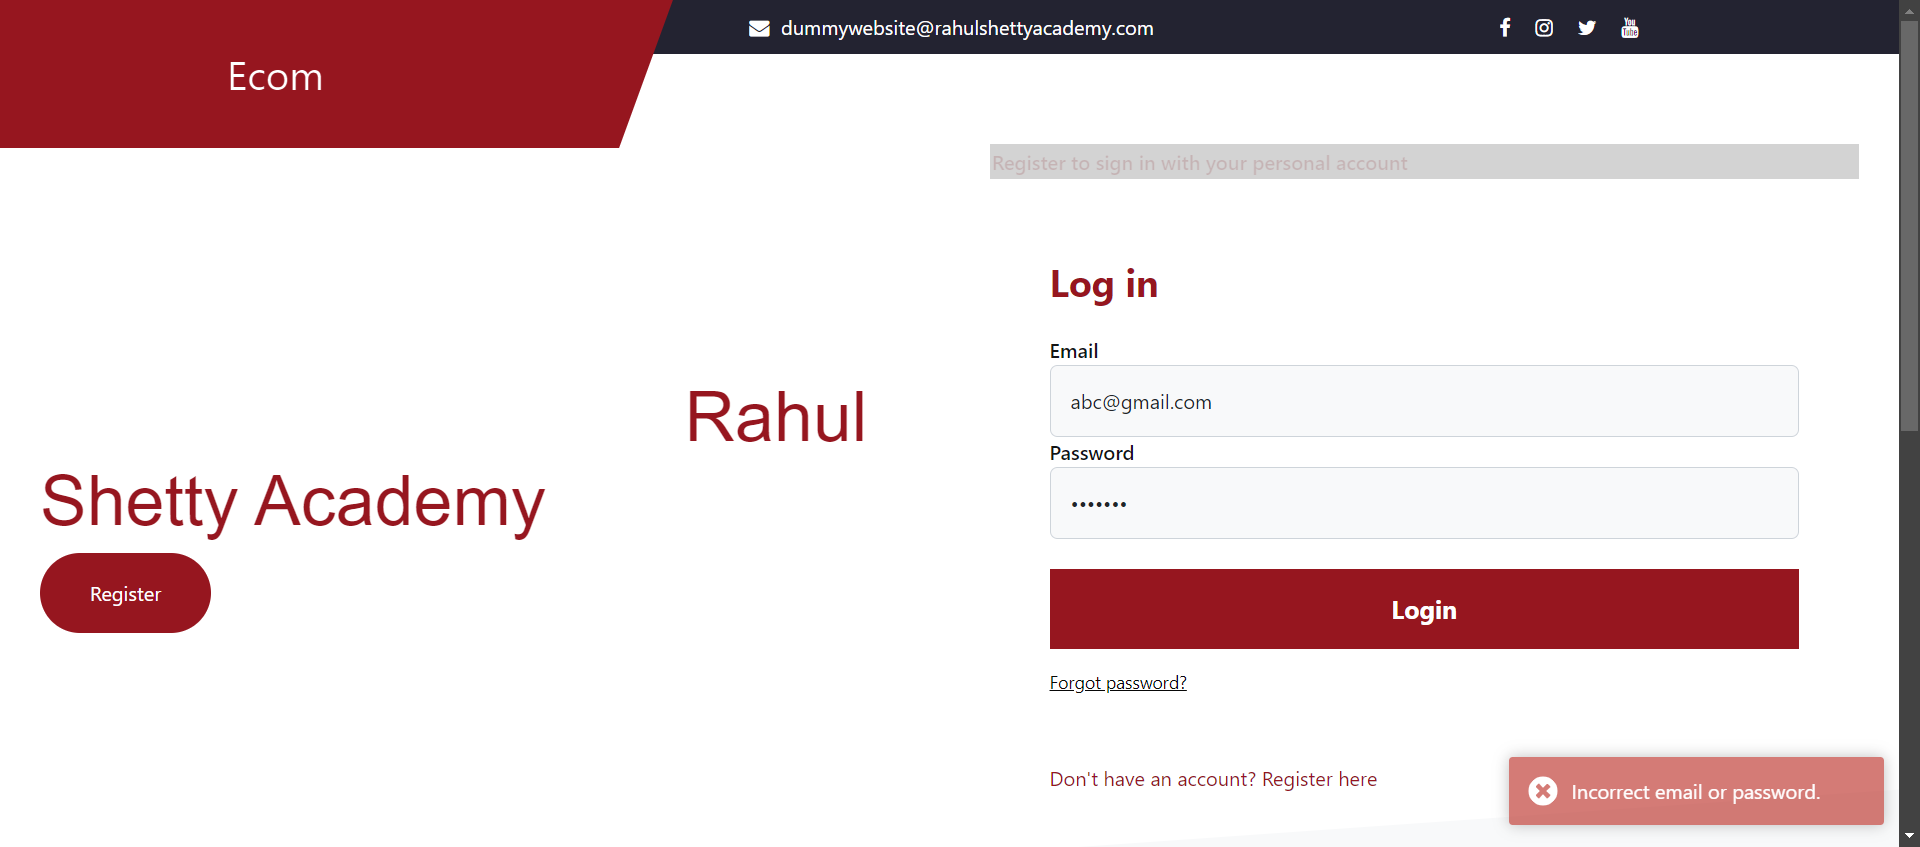 dummywebsite@rahulshettyacademy.com
Ecom
Register to sign in with your personal account
Rahul
Shetty Academy
Register
Log in
Email
abc@gmail.com
Password
•••••••
Login
Forgot password?
Don't have an account? Register here
Incorrect email or password.